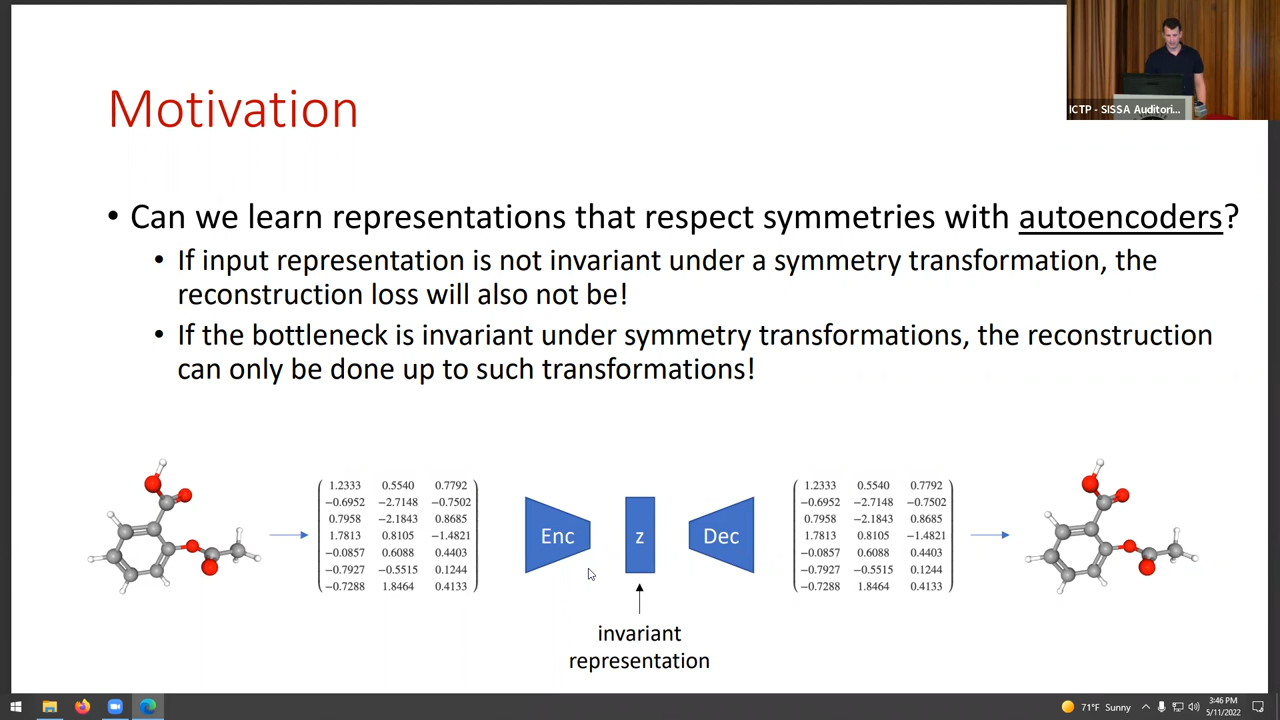 ICTP - SISSA Auditori...
Motivation
• Can we learn representations that respect symmetries with autoencoders?
• If input representation is not invariant under a symmetry transformation, the
reconstruction loss will also not be!
• If the bottleneck is invariant under symmetry transformations, the reconstruction
can only be done up to such transformations!
1.2333 0.5540 0.7792
−0.6952 −2.7148 −0.7502
0.7958 −2.1843 0.8685
1.7813 0.8105 −1.4821
−0.0857 0.6088 0.4403
−0.7927 −0.5515 0.1244
−0.7288 1.8464 0.4133
Enc
z
Dec
1.2333 0.5540 0.7792
−0.6952 −2.7148 −0.7502
0.7958 −2.1843 0.8685
1.7813 0.8105 −1.4821
−0.0857 0.6088 0.4403
−0.7927 −0.5515 0.1244
−0.7288 1.8464 0.4133
invariant
representation
71°F Sunny
3:46 PM
5/11/2022